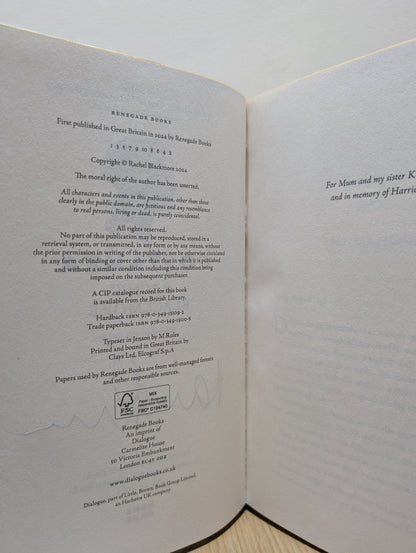 RENEGADE BOOKS
First published in Great Britain in 2024 by Renegade Books
1 3 5 7 9 10 8 6 4 2
Copyright © Rachel Blackmore 2024
The moral right of the author has been asserted.
All characters and events in this publication, other than those
clearly in the public domain, are fictitious and any resemblance
to real persons, living or dead, is purely coincidental.
All rights reserved.
No part of this publication may be reproduced, stored in a
retrieval system, or transmitted, in any form or by any means, without
the prior permission in writing of the publisher, nor be otherwise circulated
in any form of binding or cover other than that in which it is published
and without a similar condition including this condition being
imposed on the subsequent purchaser.
A CIP catalogue record for this book
is available from the British Library.
Hardback ISBN 978-0-349-13109-2
Trade paperback ISBN 978-0-349-13110-8
Typeset in Jenson by M Rules
Printed and bound in Great Britain by
Clays Ltd, Elcograf S.p.A
Papers used by Renegade Books are from well-managed forests
and other responsible sources.
FSC
www.fsc.org
MIX
Paper | Supporting
responsible forestry
FSC® C104740
Renegade Books
An imprint of
Dialogue
Carmelite House
50 Victoria Embankment
London EC4Y 0DZ
www.dialoguebooks.co.uk
Dialogue, part of Little, Brown, Book Group Limited,
an Hachette UK company
For Mum and my sister K
and in memory of Harrie